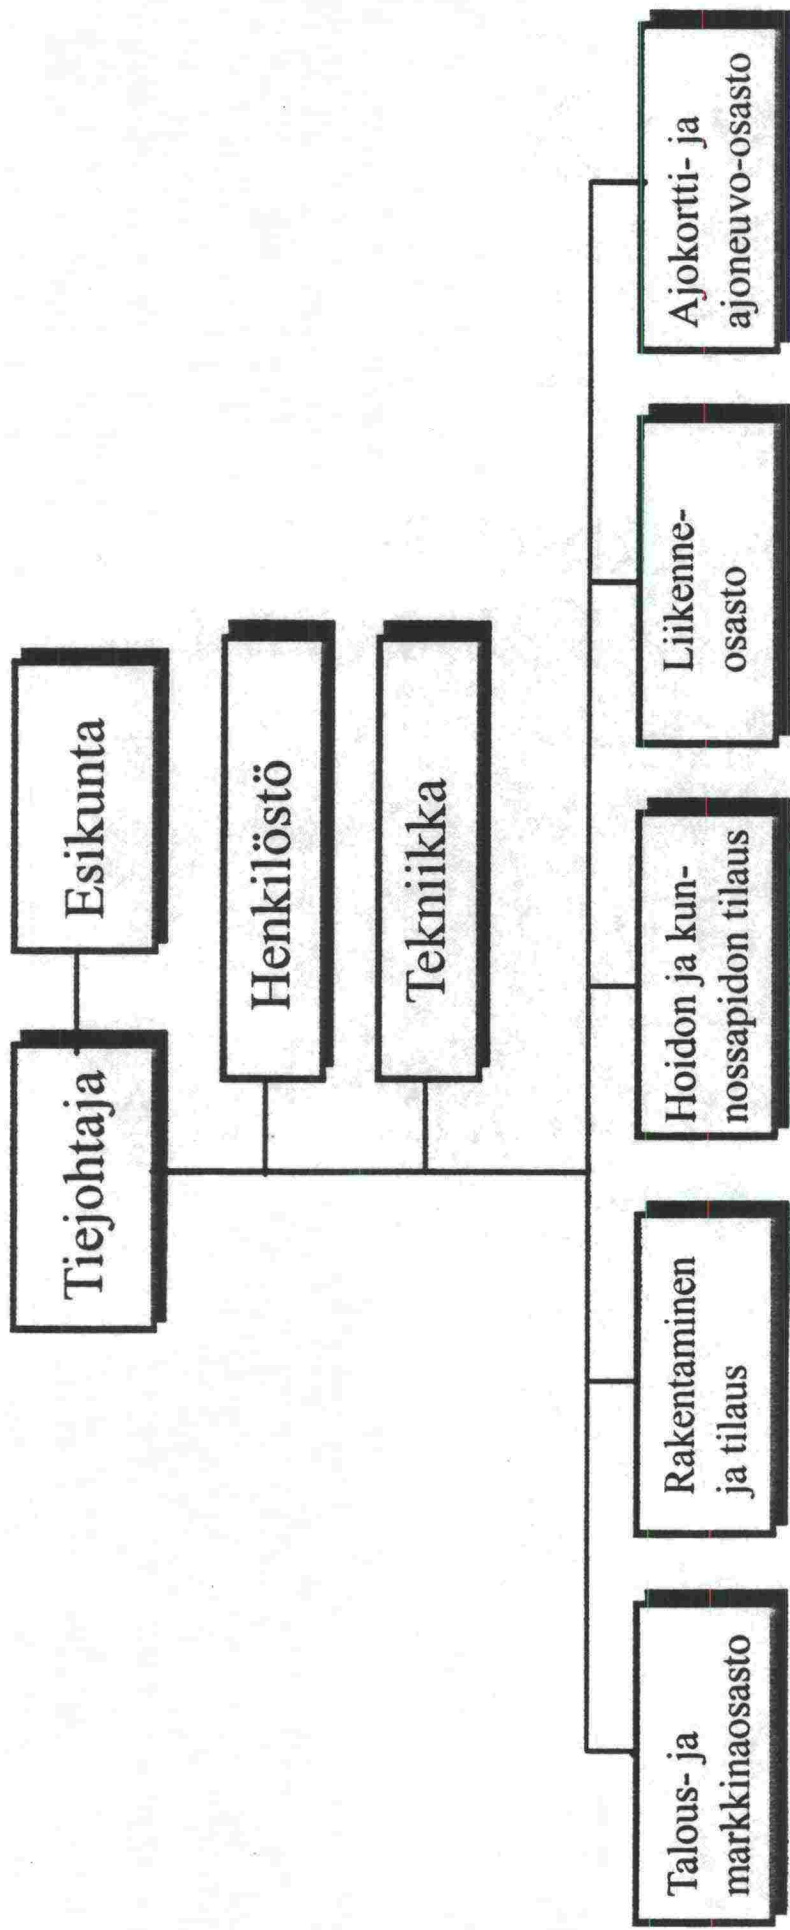 Tiejohtaja
Esikunta
Henkilöstö
Tekniikka
Talous- ja
markkinaosasto
Rakentaminen
ja tilaus
Hoidon ja kun-
nossapidon tilaus
Liikenne-
osasto
Ajokortti- ja
ajoneuvo-osasto